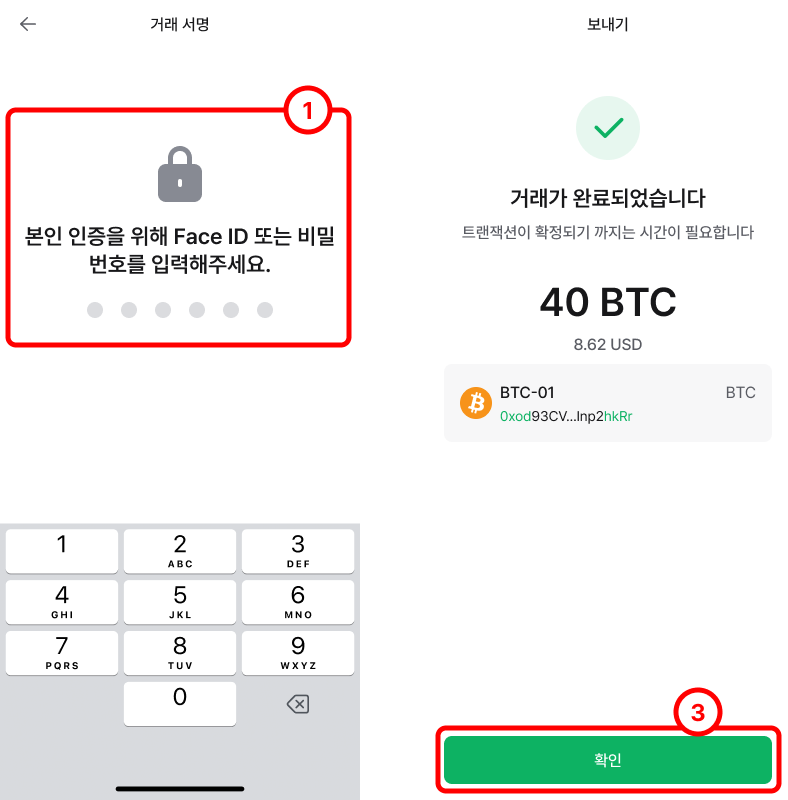 거래 서명
1
본인 인증을 위해 Face ID 또는 비밀
번호를 입력해주세요.
1
2
ABC
3
DEF
4
GHI
5
JKL
6
MNO
7
PQRS
8
TUV
9
WXYZ
0
보내기
거래가 완료되었습니다
트랜잭션이 확정되기 까지는 시간이 필요합니다
40 BTC
8.62 USD
BTC-01
BTC
0xod93CV...lnp2hkRr
3
확인